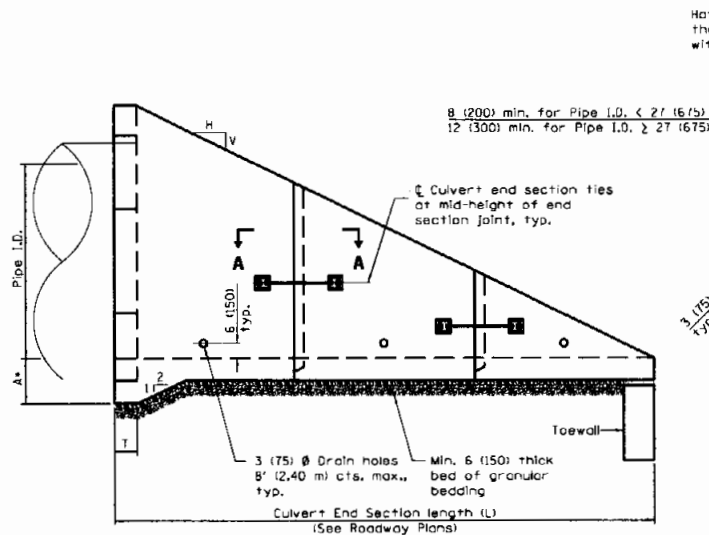 H
V
8 (200) min. for Pipe I.D. < 27 (675)
12 (300) min. for Pipe I.D. ≥ 27 (675)
℄ Culvert end section ties
at mid-height of end
section joint, typ.
A A
Pipe I.D.
6 (150)
typ.
3 (75)
typ
A*
1
2
T
3 (75) Ø Drain holes
8' (2.40 m) cts. max.,
typ.
Min. 6 (150) thick
bed of granular
bedding
Toewall
Culvert End Section length (L)
(See Roadway Plans)